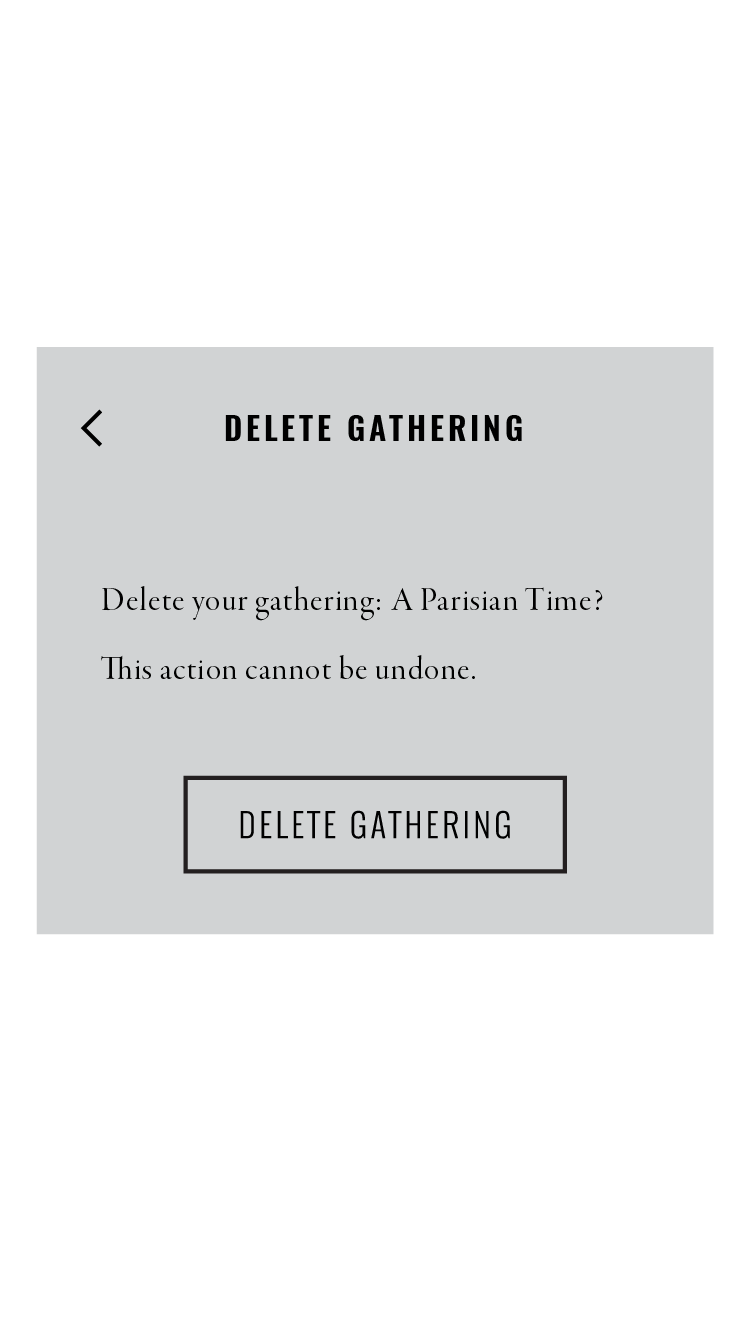 DELETE GATHERING
Delete your gathering: A Parisian Time?
This action cannot be undone.
DELETE GATHERING